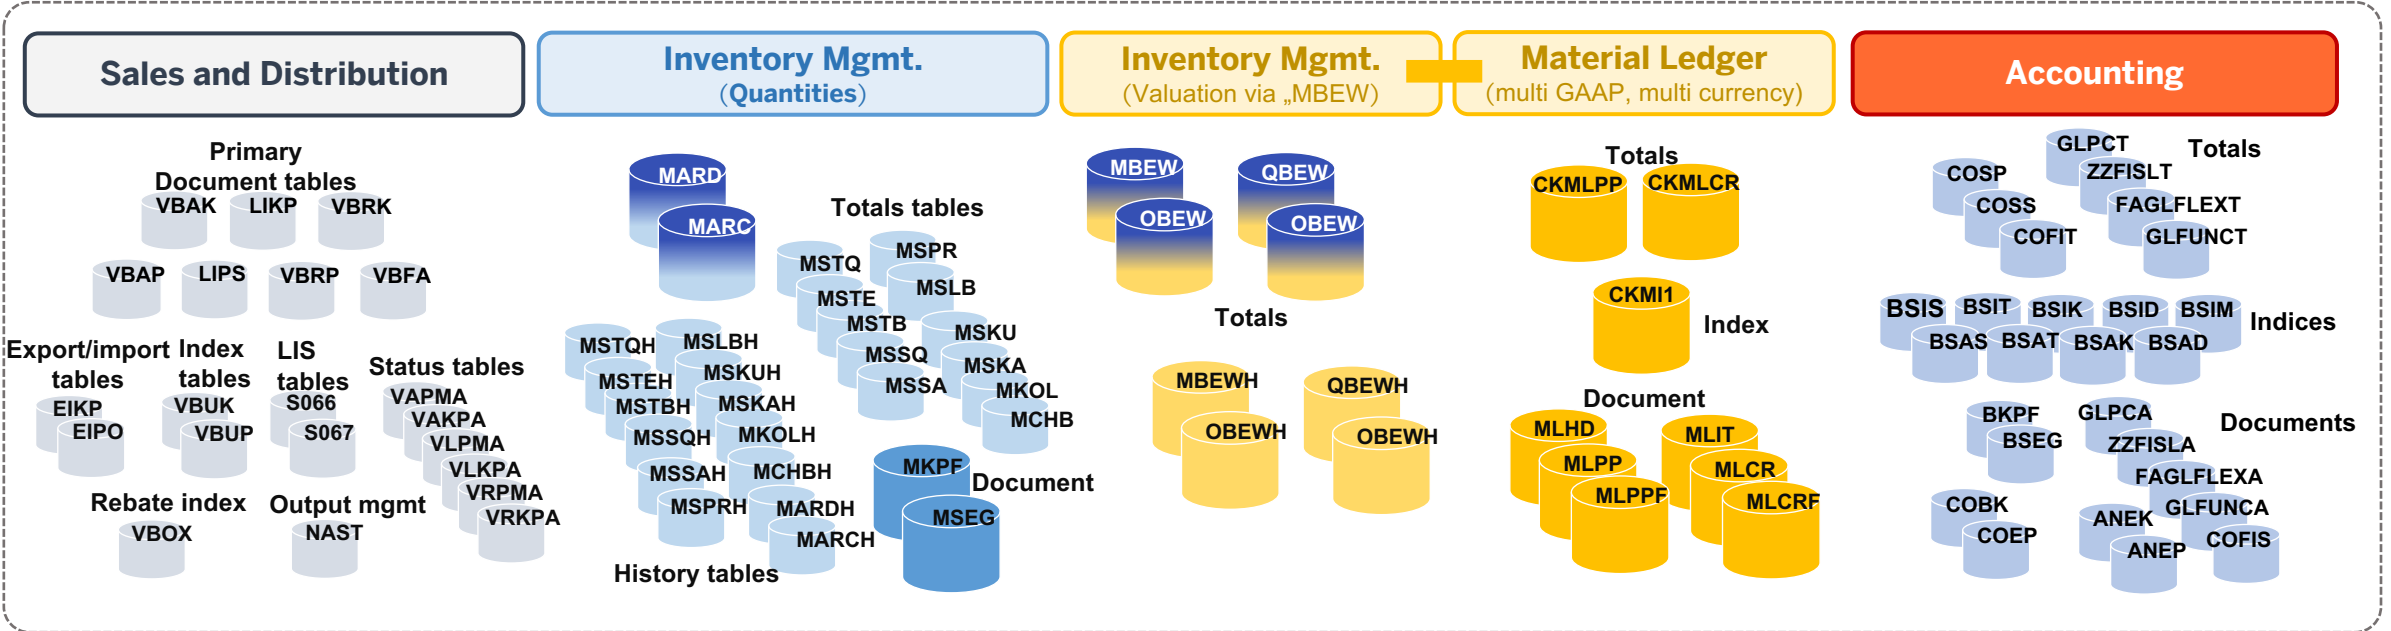 Sales and Distribution
Primary
Document tables
VBAK LIKP VBRK
VBAP LIPS VBRP VBFA
Export/import
tables
EIKP
EIPO
Index
tables
VBUK
VBUP
LIS
tables
S066
S067
Status tables
VAPMA
VAKPA
VLPMA
VLKPA
VRPMA
VRKPA
Rebate index
VBOX
Output mgmt
NAST
Inventory Mgmt.
(Quantities)
MARD
MARC
Totals tables
MSTQ
MSTE
MSTB
MSSQ
MSSA
MSPR
MSLB
MSKU
MSKA
MKOL
MCHB
MSTQH
MSTEH
MSTBH
MSSQH
MSSAH
MSPRH
MSLBH
MSKUH
MSKAH
MKOLH
MCHBH
MARDH
MARCH
History tables
MKPF
MSEG
Document
Inventory Mgmt.
(Valuation via „MBEW)
MBEW
OBEW
QBEW
OBEW
Totals
MBEWH
OBEWH
QBEWH
OBEWH
Material Ledger
(multi GAAP, multi currency)
Totals
CKMLPP CKMLCR
CKMI1
Index
Document
MLHD
MLPP
MLPPF
MLIT
MLCR
MLCRF
Accounting
Totals
COSP
COSS
COFIT
GLPCT
ZZFISLT
FAGLFLEXT
GLFUNCT
BSIS BSIT BSIK BSID BSIM
BSAS BSAT BSAK BSAD
Indices
Documents
BKPF
BSEG
GLPCA
ZZFISLA
FAGLFLEXA
GLFUNCA
COFIS
COBK
COEP
ANEK
ANEP